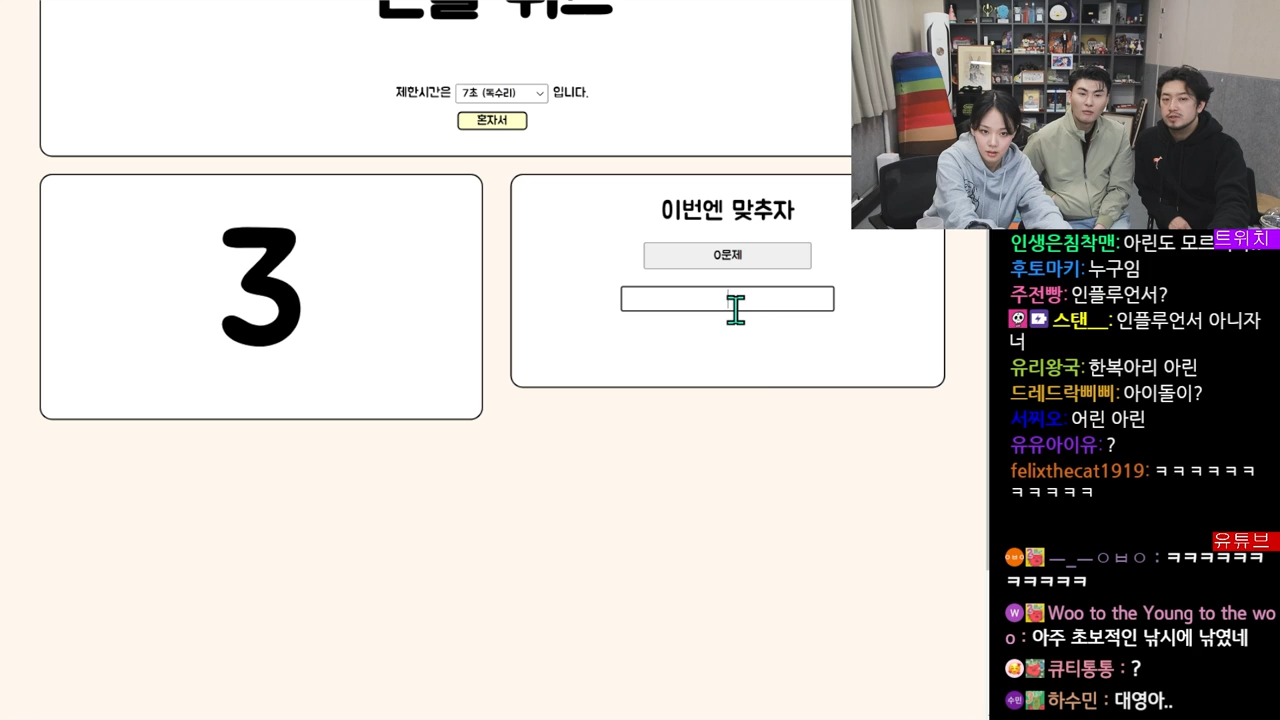 제한시간은 7초 (독수리) 입니다.
혼자서
3
이번엔 맞추자
0문제
트위치
인생은침착맨: 아린도 모르
후토마키: 누구임
주전빵: 인플루언서?
스탠__: 인플루언서 아니자
너
유리왕국: 한복아리 아린
드레드락삐삐: 아이돌이?
서찌오: 어린 아린
유유아이유: ?
felixthecat1919: ㅋㅋㅋㅋㅋㅋ
ㅋㅋㅋㅋㅋ
유튜브
ㅡ_ㅡㅇㅂㅇ : ㅋㅋㅋㅋㅋㅋ
ㅋㅋㅋㅋㅋ
W Woo to the Young to the wo
o : 아주 초보적인 낚시에 낚였네
큐티통통 : ?
수민 하수민 : 대영아..